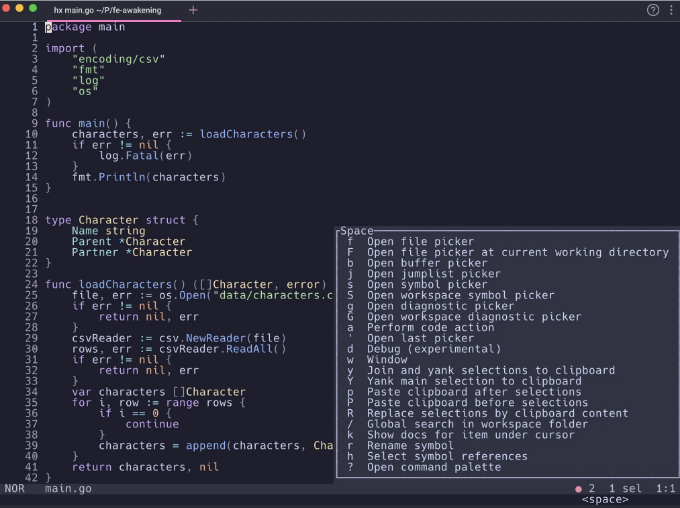 hx main.go ~/P/fe-awakening
1 package main
1
2 import (
3 "encoding/csv"
4 "fmt"
5 "log"
6 "os"
7 )
8
9 func main() {
10 characters, err := loadCharacters()
11 if err != nil {
12 log.Fatal(err)
13 }
14 fmt.Println(characters)
15 }
16
17
18 type Character struct {
19 Name string
20 Parent *Character
21 Partner *Character
22 }
23
24 func loadCharacters() ([]Character, error)
25 file, err := os.Open("data/characters.c
26 if err != nil {
27 return nil, err
28 }
29 csvReader := csv.NewReader(file)
30 rows, err := csvReader.ReadAll()
31 if err != nil {
32 return nil, err
33 }
34 var characters []Character
35 for i, row := range rows {
36 if i == 0 {
37 continue
38 }
39 characters = append(characters, Cha
40 }
41 return characters, nil
42 }
Space
f Open file picker
F Open file picker at current working directory
b Open buffer picker
j Open jumplist picker
s Open symbol picker
S Open workspace symbol picker
g Open diagnostic picker
G Open workspace diagnostic picker
a Perform code action
' Open last picker
d Debug (experimental)
w Window
y Join and yank selections to clipboard
Y Yank main selection to clipboard
p Paste clipboard after selections
P Paste clipboard before selections
R Replace selections by clipboard content
/ Global search in workspace folder
k Show docs for item under cursor
r Rename symbol
h Select symbol references
? Open command palette
NOR main.go ● 2 1 sel 1:1
<space>